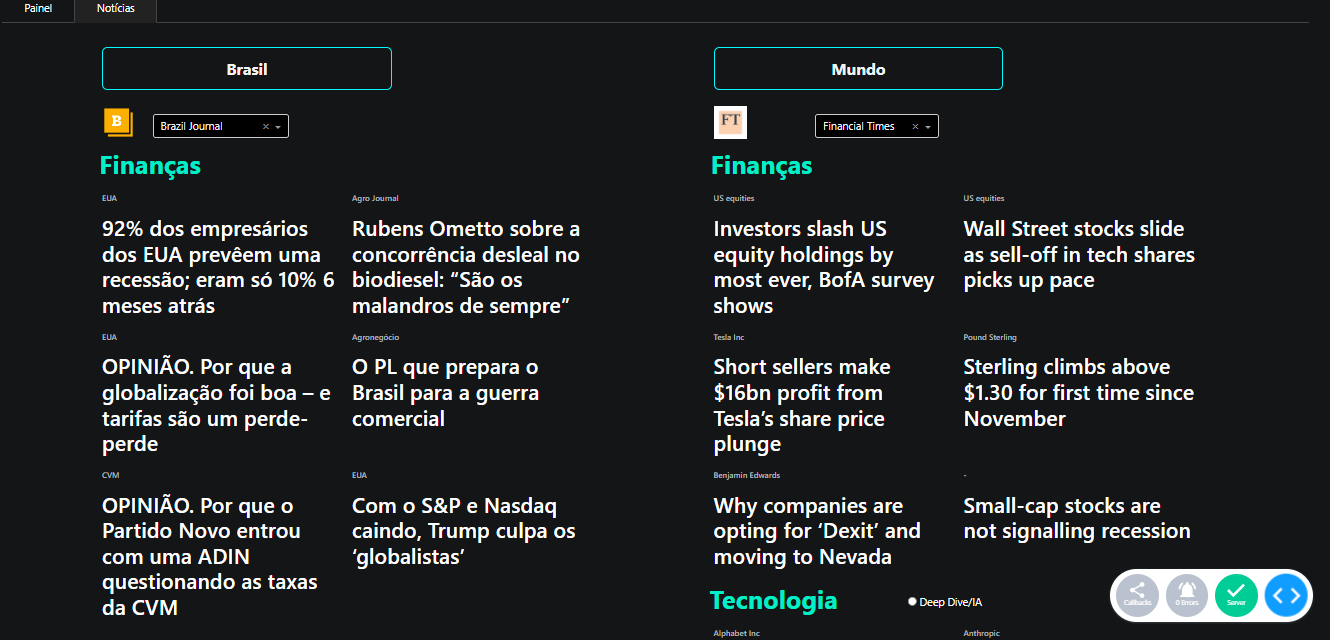 Painel
Notícias
Brasil
B
Brazil Journal
Finanças
EUA
92% dos empresários
dos EUA prevêem uma
recessão; eram só 10% 6
meses atrás
Agro Journal
Rubens Ometto sobre a
concorrência desleal no
biodiesel: “São os
malandros de sempre”
EUA
OPINIÃO. Por que a
globalização foi boa – e
tarifas são um perde-
perde
Agronegócio
O PL que prepara o
Brasil para a guerra
comercial
CVM
OPINIÃO. Por que o
Partido Novo entrou
com uma ADIN
questionando as taxas
da CVM
EUA
Com o S&P e Nasdaq
caindo, Trump culpa os
‘globalistas’
Mundo
FT
Financial Times
Finanças
US equities
Investors slash US
equity holdings by
most ever, BofA survey
shows
US equities
Wall Street stocks slide
as sell-off in tech shares
picks up pace
Tesla Inc
Short sellers make
$16bn profit from
Tesla’s share price
plunge
Pound Sterling
Sterling climbs above
$1.30 for first time since
November
Benjamin Edwards
Why companies are
opting for ‘Dexit’ and
moving to Nevada
-
Small-cap stocks are
not signalling recession
Tecnologia
Deep Dive/IA
Alphabet Inc
Anthropic
Callbacks
0 Errors
Server